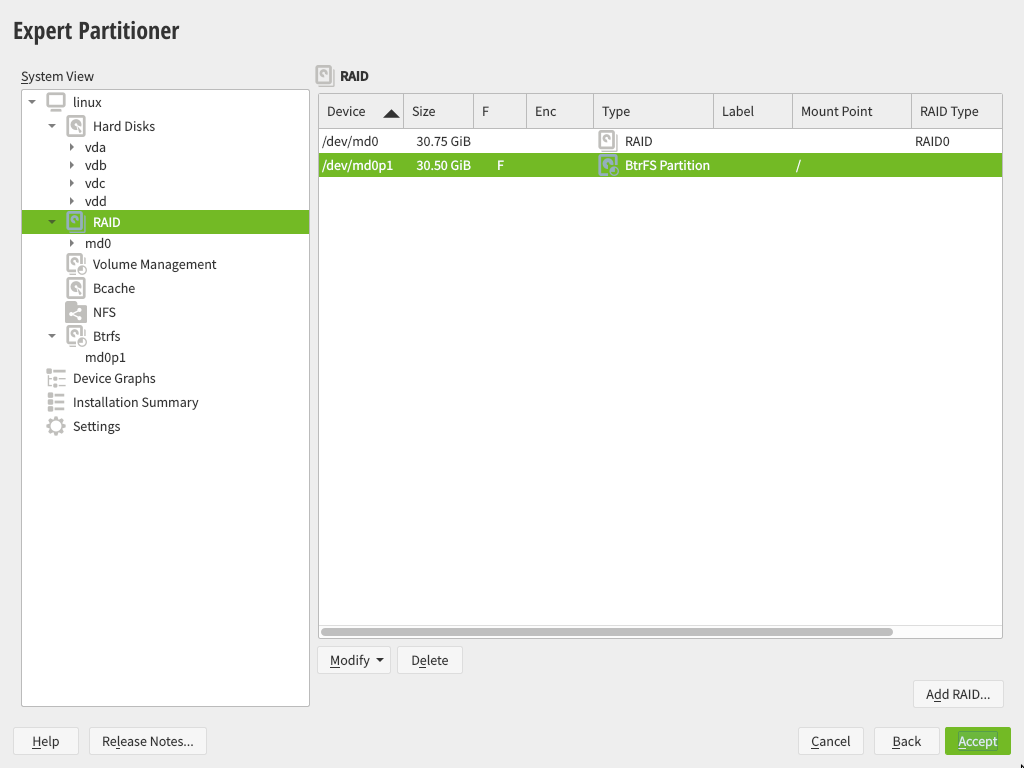 Expert Partitioner
System View
linux
Hard Disks
vda
vdb
vdc
vdd
RAID
md0
Volume Management
Bcache
NFS
Btrfs
md0p1
Device Graphs
Installation Summary
Settings
RAID
Device Size F Enc Type Label Mount Point RAID Type
/dev/md0 30.75 GiB RAID RAID0
/dev/md0p1 30.50 GiB F BtrFS Partition /
Modify Delete
Add RAID...
Help Release Notes... Cancel Back Accept